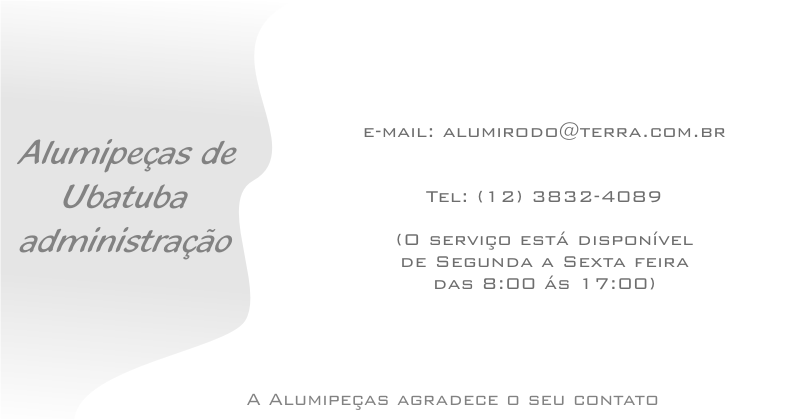 Alumipeças de
Ubatuba
administração
e-mail: alumirodo@terra.com.br
Tel: (12) 3832-4089
(O serviço está disponível
de Segunda a Sexta feira
das 8:00 ás 17:00)
A Alumipeças agradece o seu contato